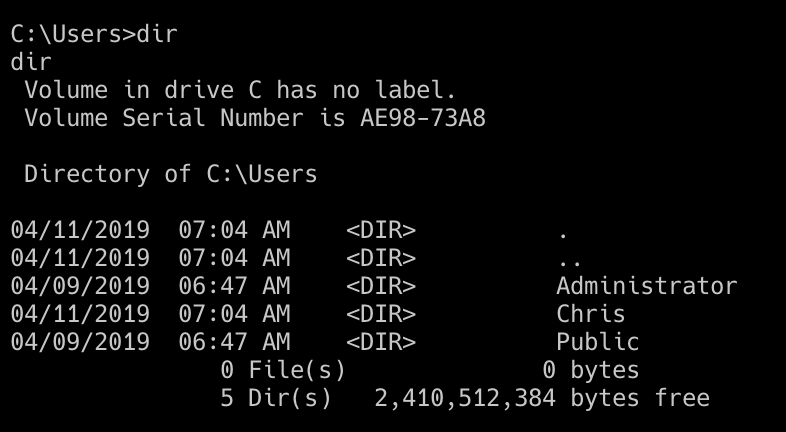 C:\Users>dir
dir
 Volume in drive C has no label.
 Volume Serial Number is AE98-73A8

 Directory of C:\Users

04/11/2019  07:04 AM    <DIR>          .
04/11/2019  07:04 AM    <DIR>          ..
04/09/2019  06:47 AM    <DIR>          Administrator
04/11/2019  07:04 AM    <DIR>          Chris
04/09/2019  06:47 AM    <DIR>          Public
               0 File(s)              0 bytes
               5 Dir(s)   2,410,512,384 bytes free